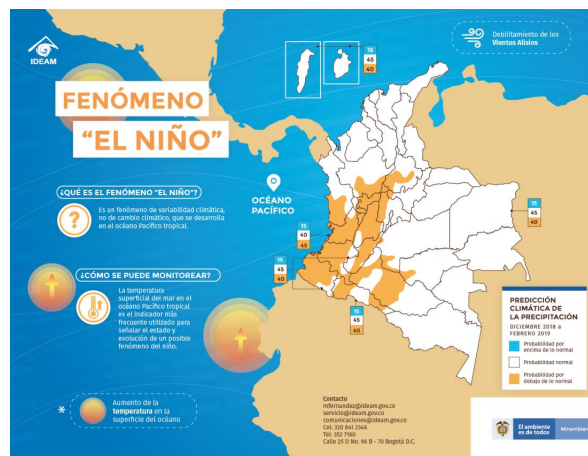 IDEAM
FENÓMENO
"EL NIÑO"
¿QUÉ ES EL FENÓMENO "EL NIÑO"?
?
Es un fenómeno de variabilidad climática,
no de cambio climático, que se desarrolla
en el océano Pacífico tropical.
¿CÓMO SE PUEDE MONITOREAR?
La temperatura
superficial del mar en el
océano Pacífico tropical
es el indicador más
frecuente utilizado para
señalar el estado y
evolución de un posible
fenómeno del niño.
*
Aumento de la
temperatura en la
superficie del océano
Debilitamiento de los
Vientos Alisios
15
45
40
OCÉANO
PACÍFICO
15
40
45
15
45
40
15
45
40
15
45
40
PREDICCIÓN
CLIMÁTICA DE
LA PRECIPITACIÓN
DICIEMBRE 2018 a
FEBRERO 2019
Probabilidad por
encima de lo normal
Probabilidad normal
Probabilidad por
debajo de lo normal
Contacto
mfernandez@ideam.gov.co
servicio@ideam.gov.co
comunicaciones@ideam.gov.co
Cel: 320 841 2346
Tel: 352 7160
Calle 25 D No. 96 B - 70 Bogotá D.C.
El ambiente
es de todos
Minambiente